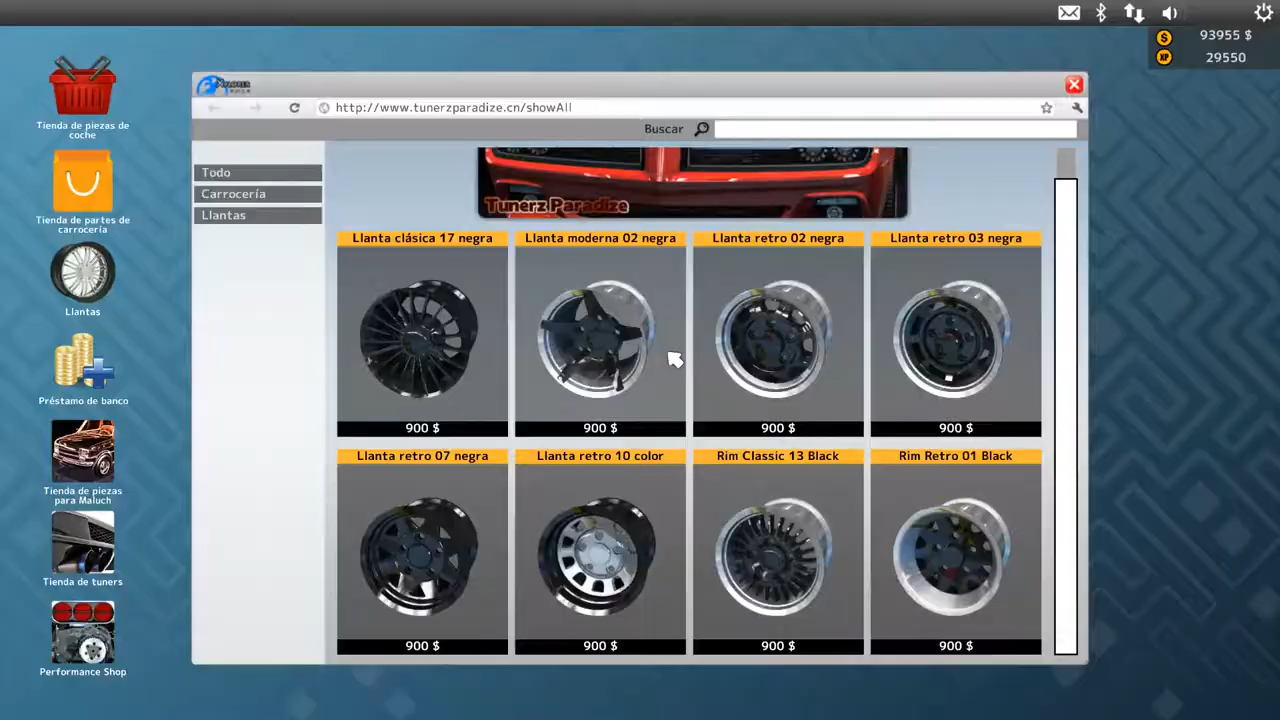 93955 $
29550
Tienda de piezas de
coche
Tienda de partes de
carrocería
Llantas
Préstamo de banco
Tienda de piezas
para Maluch
Tienda de tuners
Performance Shop
http://www.tunerzparadize.cn/showAll
Buscar
Todo
Carrocería
Llantas
Tunerz Paradize
Llanta clásica 17 negra
Llanta moderna 02 negra
Llanta retro 02 negra
Llanta retro 03 negra
900 $
900 $
900 $
900 $
Llanta retro 07 negra
Llanta retro 10 color
Rim Classic 13 Black
Rim Retro 01 Black
900 $
900 $
900 $
900 $